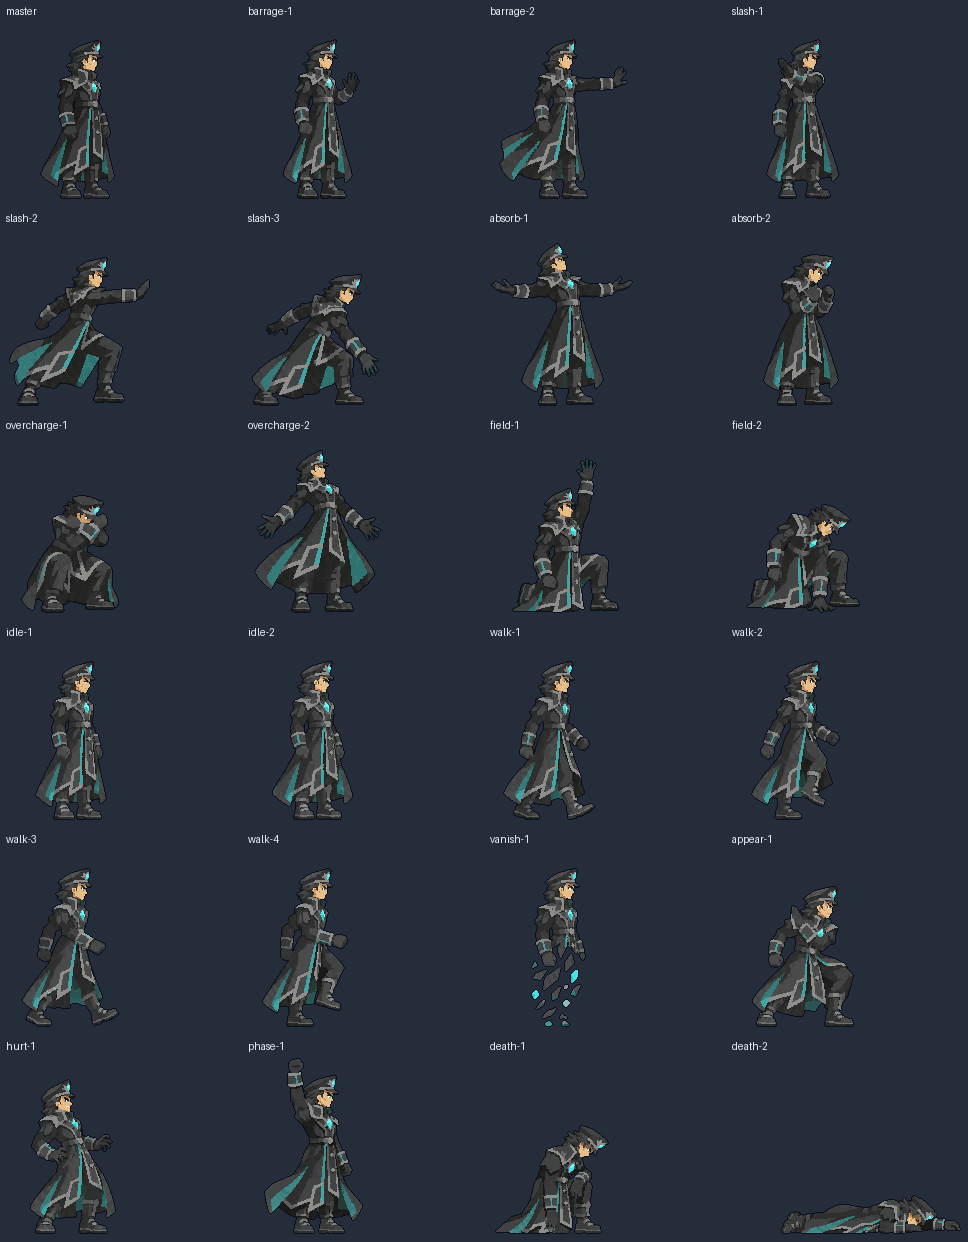 master
barrage-1
barrage-2
slash-1
slash-2
slash-3
absorb-1
absorb-2
overcharge-1
overcharge-2
field-1
field-2
idle-1
idle-2
walk-1
walk-2
walk-3
walk-4
vanish-1
appear-1
hurt-1
phase-1
death-1
death-2